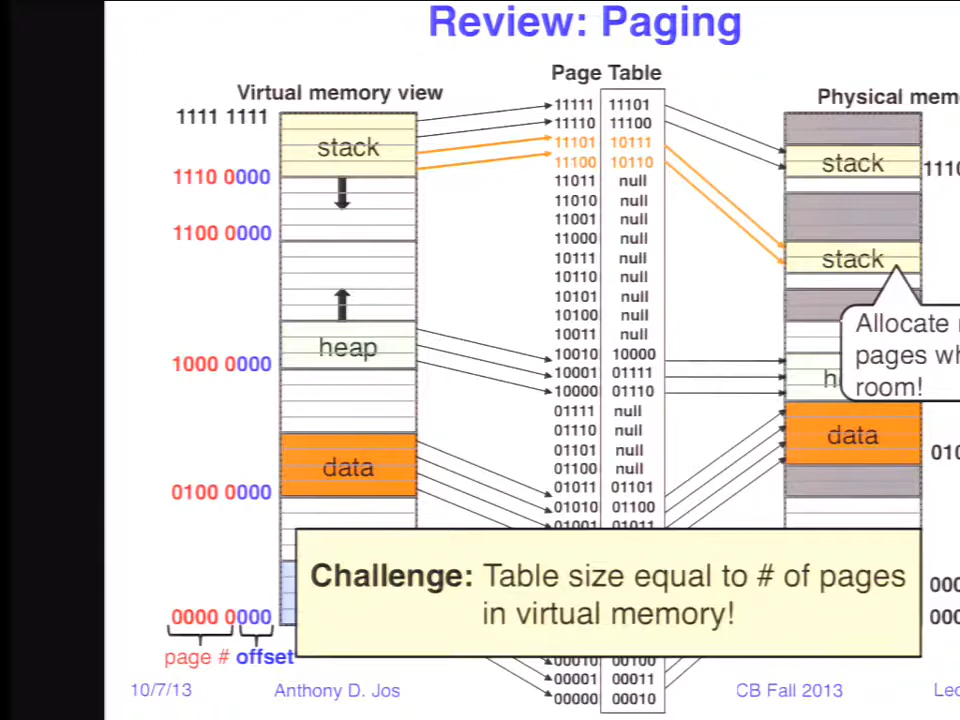 Review: Paging
Virtual memory view
Page Table
Physical mem
1111 1111
stack
1110 0000
1100 0000
heap
1000 0000
data
0100 0000
0000 0000
page # offset
11111 11101
11110 11100
11101 10111
11100 10110
11011 null
11010 null
11001 null
11000 null
10111 null
10110 null
10101 null
10100 null
10011 null
10010 10000
10001 01111
10000 01110
01111 null
01110 null
01101 null
01100 null
01011 01101
01010 01100
01001 01011
00010 00100
00001 00011
00000 00010
stack
1110
stack
Allocate
pages wh
room!
h
data
010
000
000
Challenge: Table size equal to # of pages
in virtual memory!
10/7/13
Anthony D. Jos
CB Fall 2013
Lec